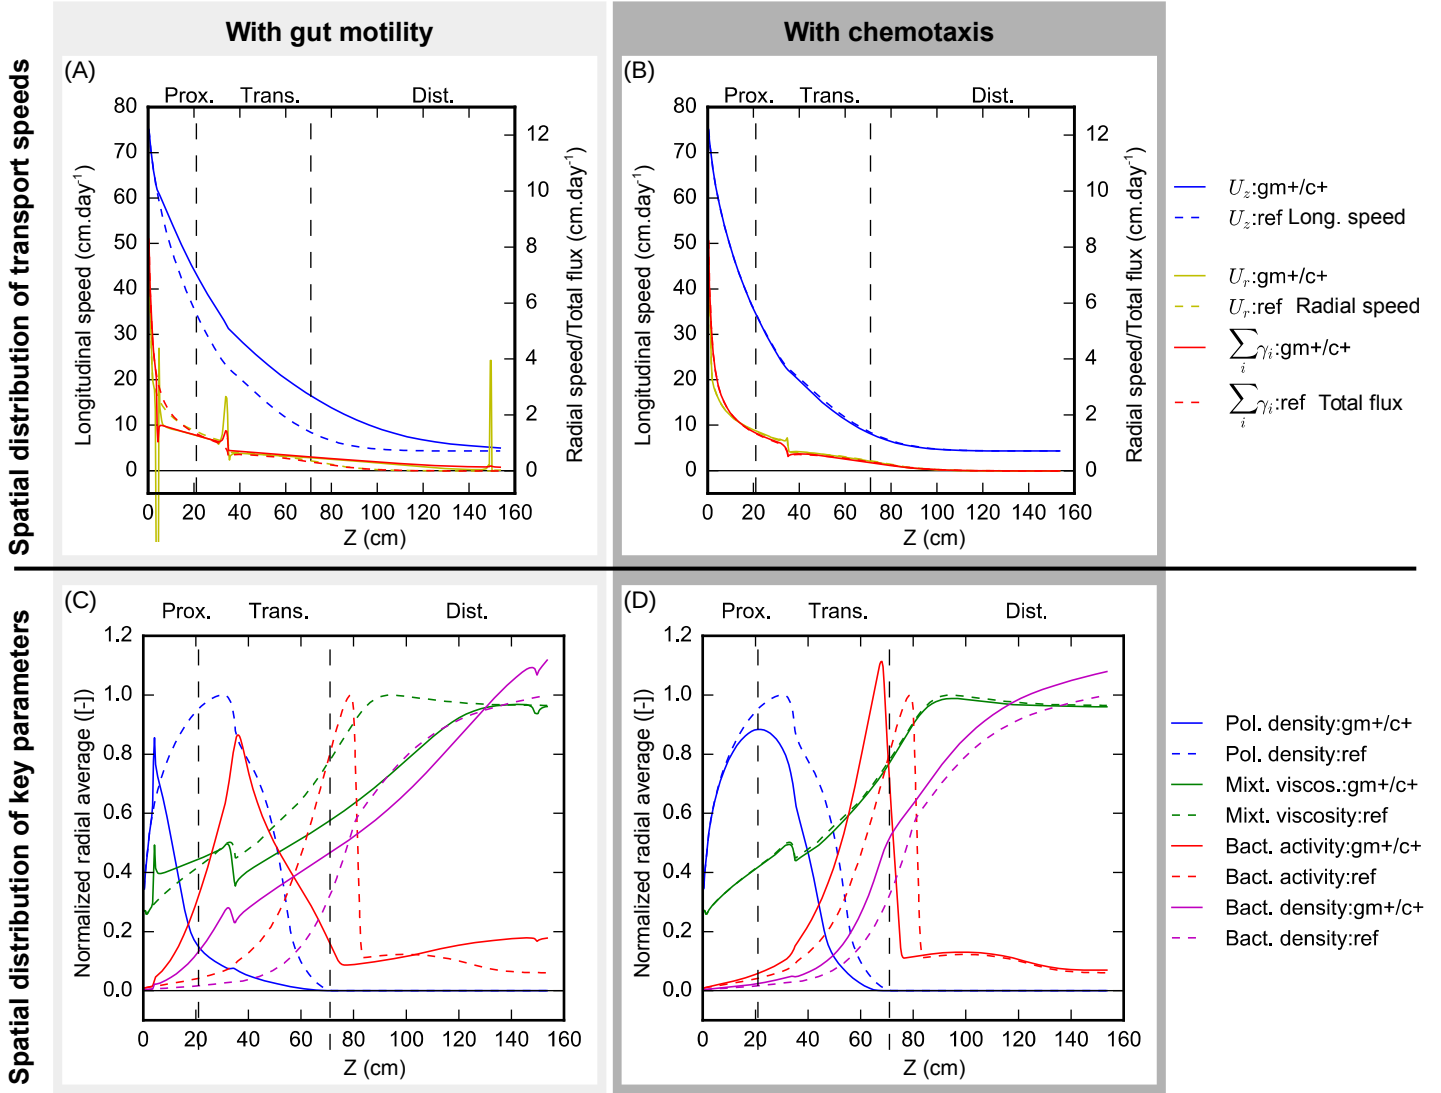 With gut motility
With chemotaxis
Spatial distribution of transport speeds
(A)
Prox. Trans. Dist.
80
70
60
50
40
30
20
10
0
Longitudinal speed (cm.day⁻¹)
12
10
8
6
4
2
0
Radial speed/Total flux (cm.day⁻¹)
0 20 40 60 80 100 120 140 160
Z (cm)
(B)
Prox. Trans. Dist.
80
70
60
50
40
30
20
10
0
Longitudinal speed (cm.day⁻¹)
12
10
8
6
4
2
0
Radial speed/Total flux (cm.day⁻¹)
0 20 40 60 80 100 120 140 160
Z (cm)
U_z:gm+/c+
U_z:ref Long. speed
U_r:gm+/c+
U_r:ref Radial speed
∑_i γ_i:gm+/c+
∑_i γ_i:ref Total flux
Spatial distribution of key parameters
(C)
Prox. Trans. Dist.
1.2
1.0
0.8
0.6
0.4
0.2
0.0
Normalized radial average ([-])
0 20 40 60 80 100 120 140 160
Z (cm)
(D)
Prox. Trans. Dist.
1.2
1.0
0.8
0.6
0.4
0.2
0.0
Normalized radial average ([-])
0 20 40 60 80 100 120 140 160
Z (cm)
Pol. density:gm+/c+
Pol. density:ref
Mixt. viscos.:gm+/c+
Mixt. viscosity:ref
Bact. activity:gm+/c+
Bact. activity:ref
Bact. density:gm+/c+
Bact. density:ref